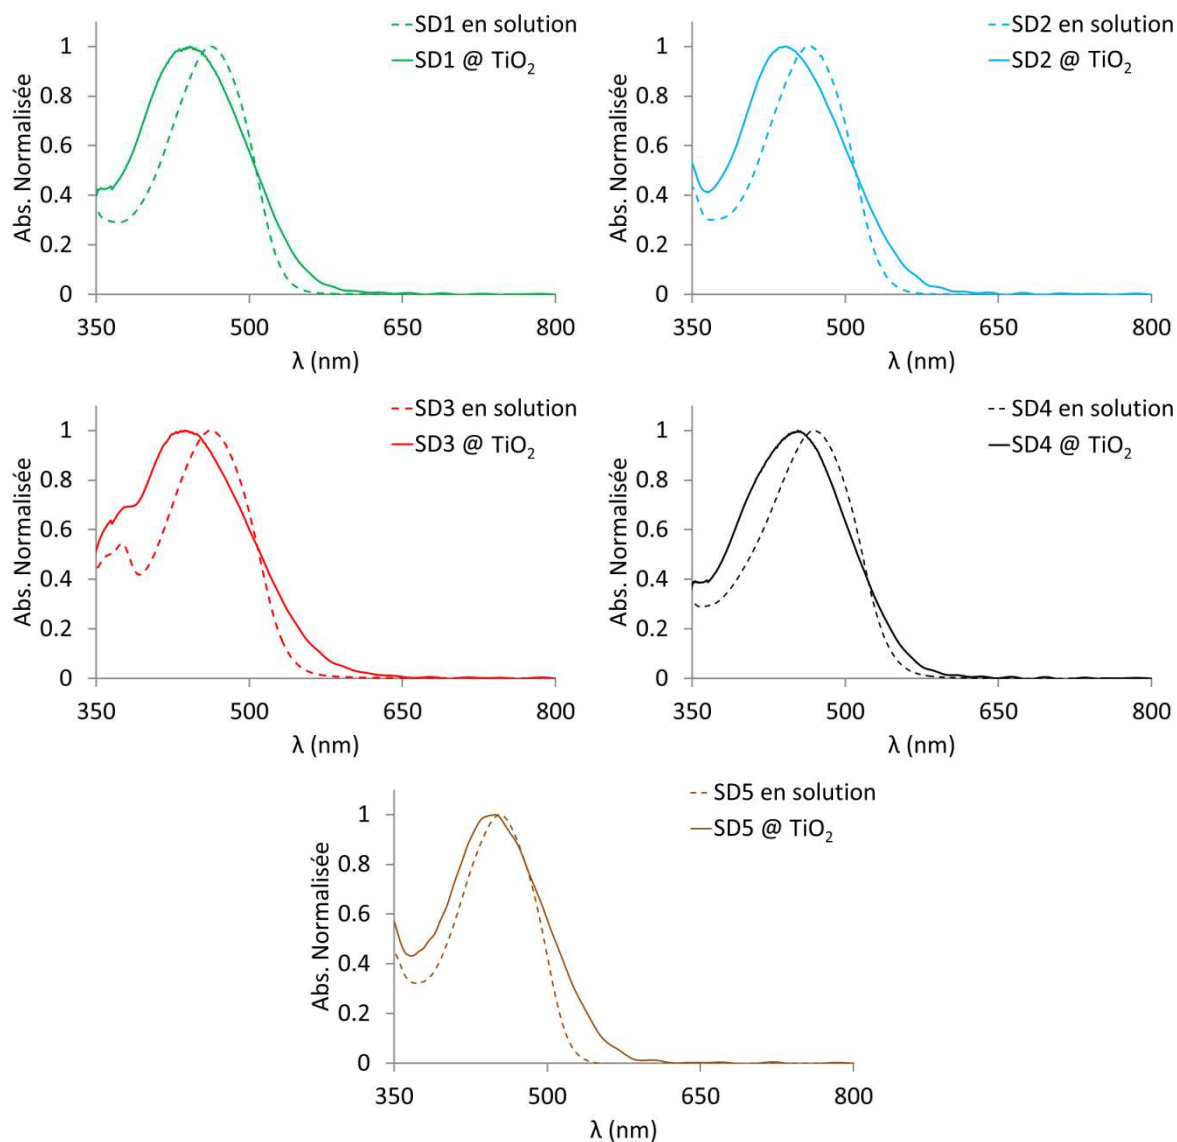 SD1 en solution
SD1 @ TiO₂
Abs. Normalisée
1
0.8
0.6
0.4
0.2
0
350 500 650 800
λ (nm)
SD2 en solution
SD2 @ TiO₂
Abs. Normalisée
1
0.8
0.6
0.4
0.2
0
350 500 650 800
λ (nm)
SD3 en solution
SD3 @ TiO₂
Abs. Normalisée
1
0.8
0.6
0.4
0.2
0
350 500 650 800
λ (nm)
SD4 en solution
SD4 @ TiO₂
Abs. Normalisée
1
0.8
0.6
0.4
0.2
0
350 500 650 800
λ (nm)
SD5 en solution
SD5 @ TiO₂
Abs. Normalisée
1
0.8
0.6
0.4
0.2
0
350 500 650 800
λ (nm)